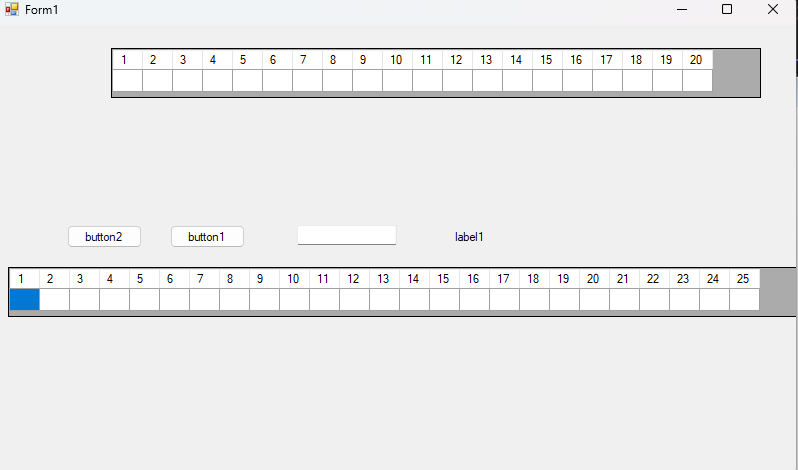 Form1
1 2 3 4 5 6 7 8 9 10 11 12 13 14 15 16 17 18 19 20
button2 button1 label1
1 2 3 4 5 6 7 8 9 10 11 12 13 14 15 16 17 18 19 20 21 22 23 24 25